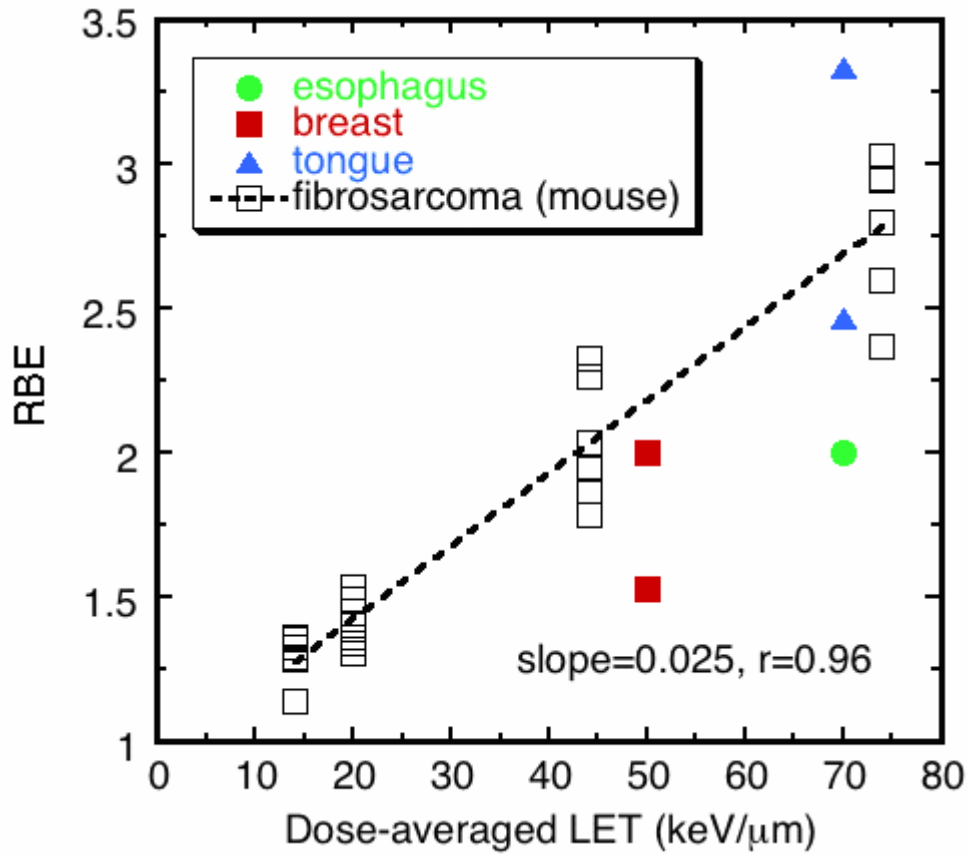 3.5
3
2.5
2
1.5
1
RBE
esophagus
breast
tongue
fibrosarcoma (mouse)
slope=0.025, r=0.96
0 10 20 30 40 50 60 70 80
Dose-averaged LET (keV/μm)